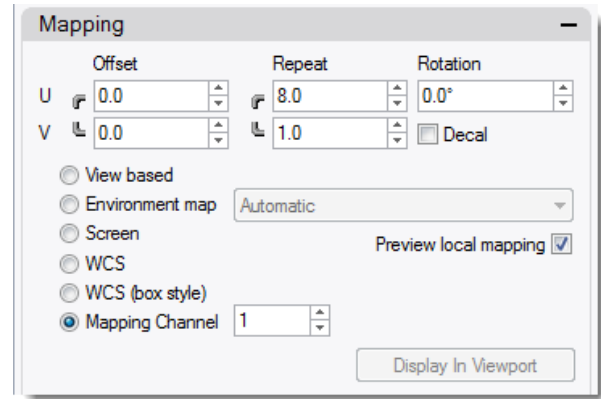 Mapping
Offset Repeat Rotation
U 0.0 8.0 0.0°
V 0.0 1.0 Decal
View based
Environment map Automatic
Screen
Preview local mapping
WCS
WCS (box style)
Mapping Channel 1
Display In Viewport